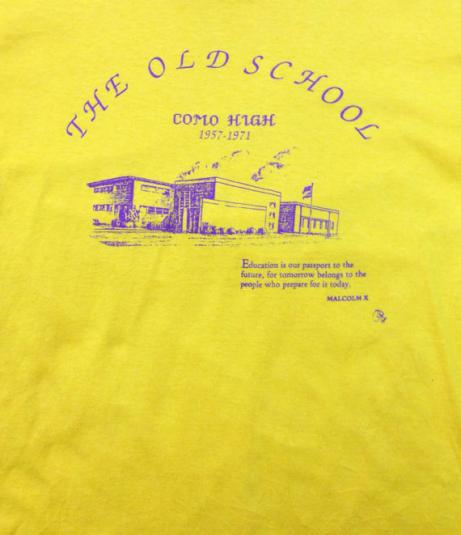 THE OLD SCHOOL
COMO HIGH
1957-1971
Education is our passport to the
future, for tomorrow belongs to the
people who prepare for it today.
MALCOLM X